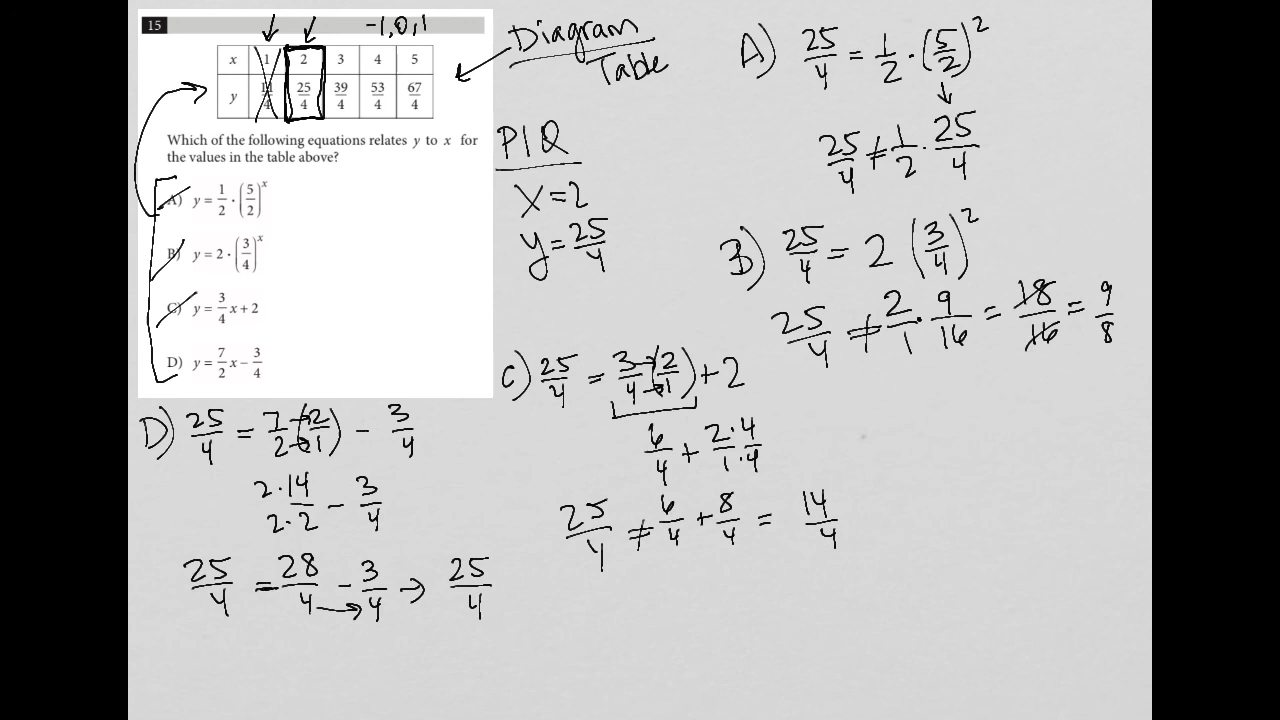 15
-1,0,1
x 1 2 3 4 5
y 11/4 25/4 39/4 53/4 67/4
Which of the following equations relates y to x for
the values in the table above?
A) y = 1/2 · (5/2)^x
B) y = 2 · (3/4)^x
C) y = 3/4 x + 2
D) y = 7/2 x − 3/4
Diagram
Table
PIQ
x = 2
y = 25/4
A) 25/4 = 1/2 · (5/2)^2
25/4 ≠ 1/2 · 25/4
B) 25/4 = 2 (3/4)^2
25/4 ≠ 2/1 · 9/16 = 18/16 = 9/8
C) 25/4 = 3/4 (2/1) + 2
6/4 + 2·4/1·4
25/4 ≠ 6/4 + 8/4 = 14/4
D) 25/4 = 7/2 (2/1) − 3/4
2·14/2·2 − 3/4
25/4 = 28/4 − 3/4 → 25/4